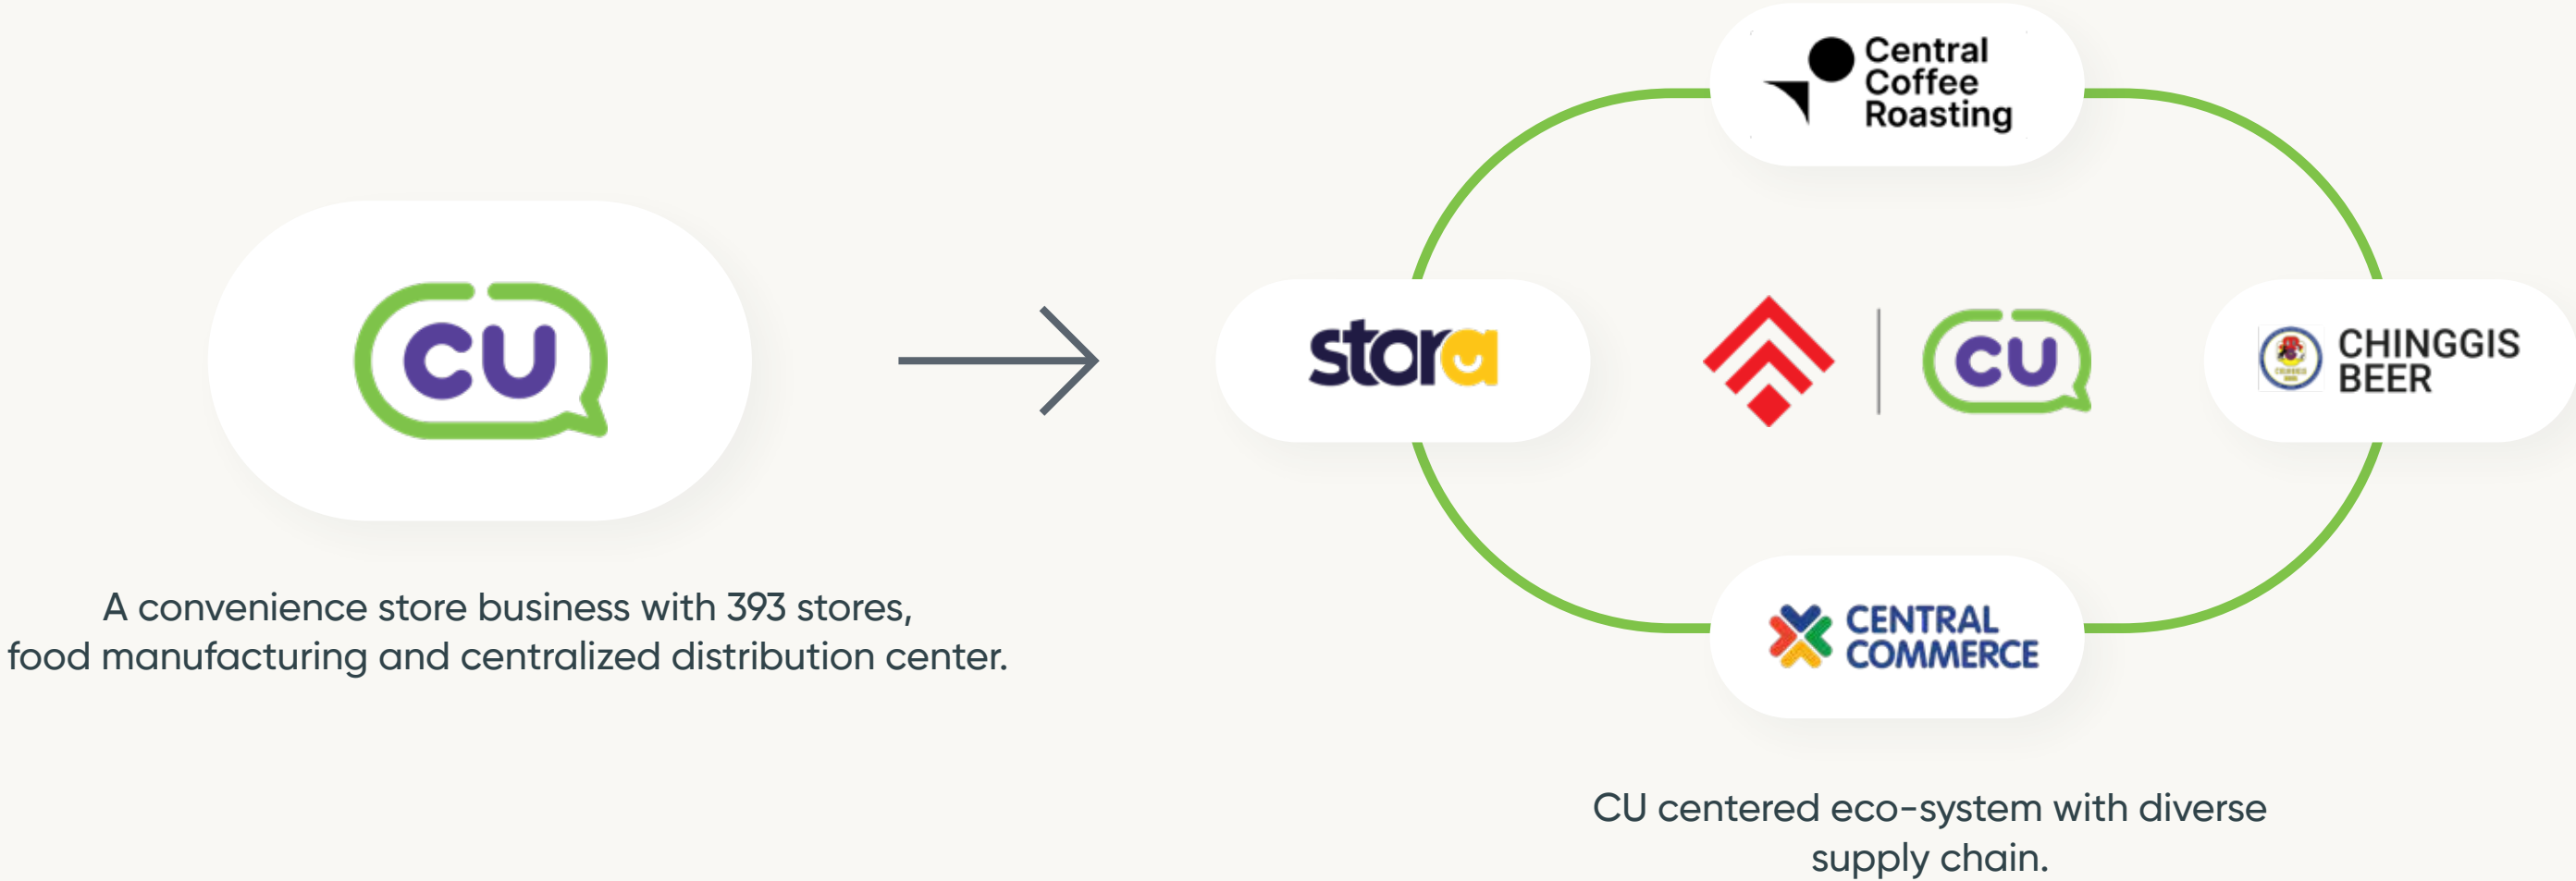 CU
A convenience store business with 393 stores,
food manufacturing and centralized distribution center.
Central
Coffee
Roasting
stora
CU
CHINGGIS
BEER
CENTRAL
COMMERCE
CU centered eco-system with diverse
supply chain.